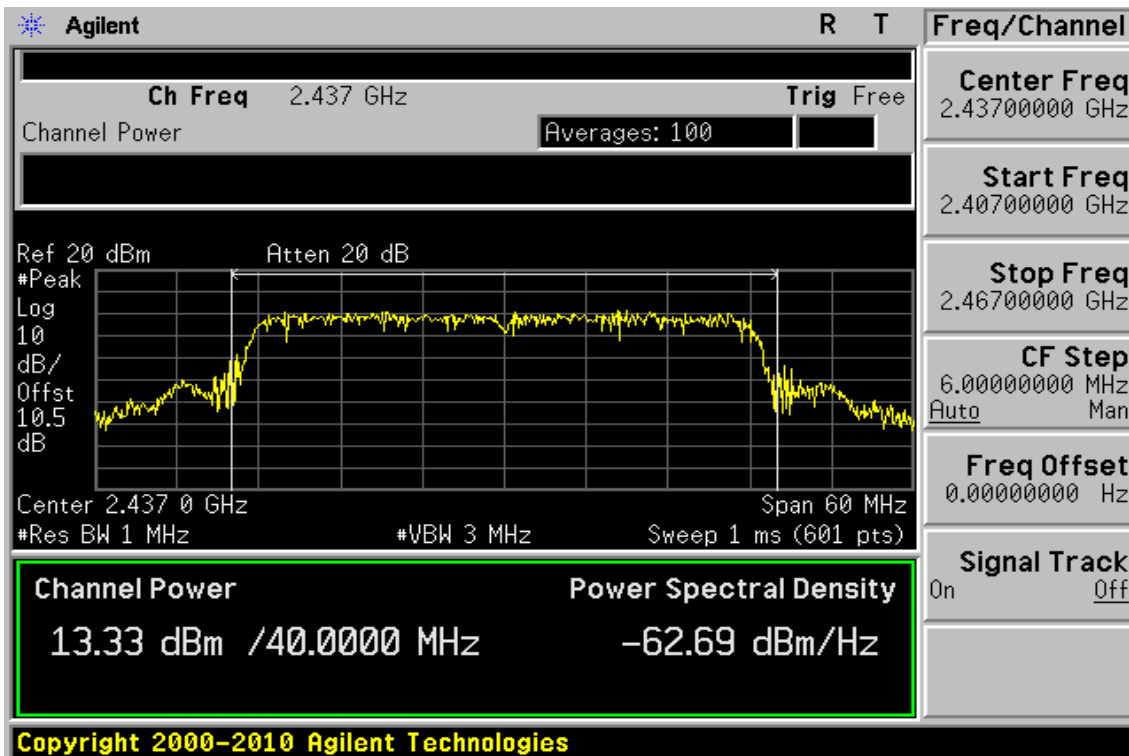 Agilent R T
Ch Freq 2.437 GHz Trig Free
Channel Power Averages: 100
Ref 20 dBm Atten 20 dB
#Peak
Log
10
dB/
Offst
10.5
dB
Center 2.437 0 GHz Span 60 MHz
#Res BW 1 MHz #VBW 3 MHz Sweep 1 ms (601 pts)
Channel Power Power Spectral Density
13.33 dBm /40.0000 MHz -62.69 dBm/Hz
Copyright 2000-2010 Agilent Technologies
Freq/Channel
Center Freq
2.43700000 GHz
Start Freq
2.40700000 GHz
Stop Freq
2.46700000 GHz
CF Step
6.00000000 MHz
Auto Man
Freq Offset
0.00000000 Hz
Signal Track
On Off